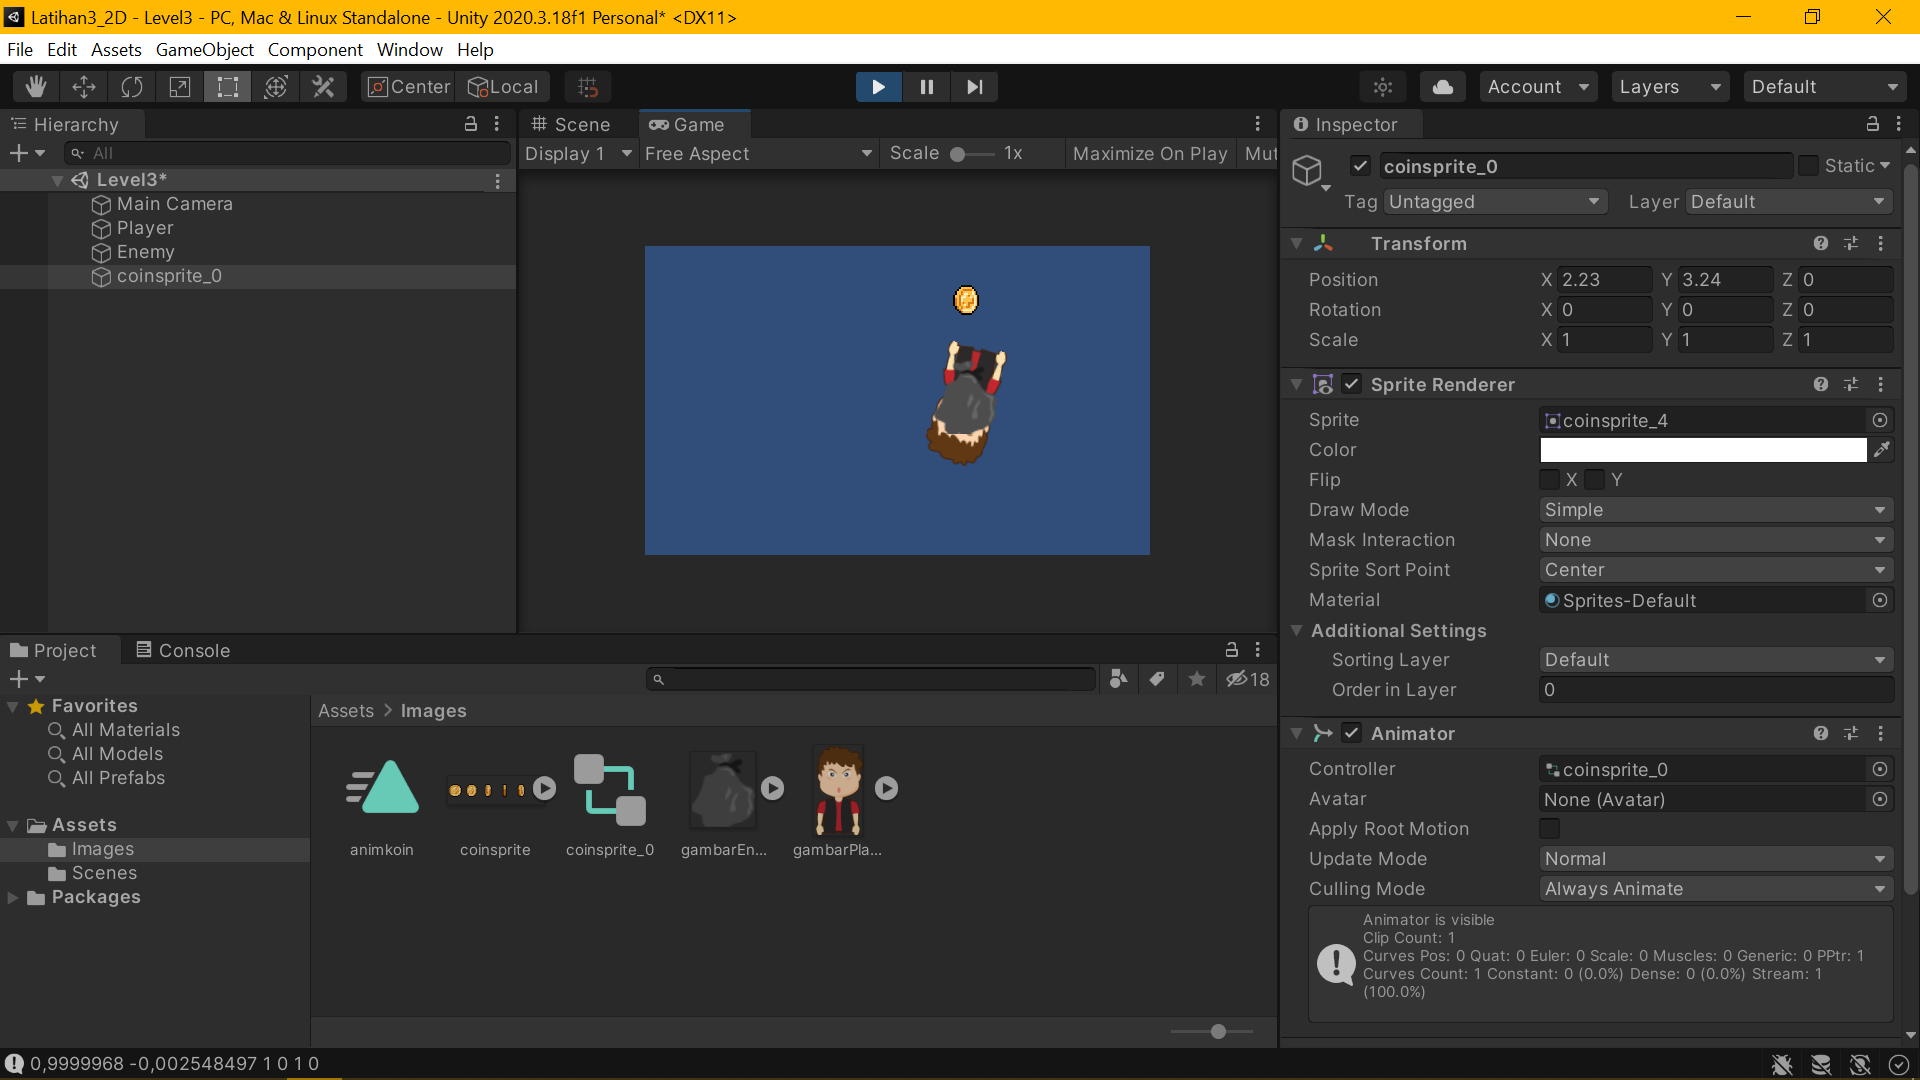 Latihan3_2D - Level3 - PC, Mac & Linux Standalone - Unity 2020.3.18f1 Personal* <DX11>
File Edit Assets GameObject Component Window Help
Center Local Account Layers Default
Hierarchy
All
Level3*
Main Camera
Player
Enemy
coinsprite_0
Scene Game
Display 1 Free Aspect Scale 1x Maximize On Play Mut
Inspector
coinsprite_0 Static
Tag Untagged Layer Default
Transform
Position X 2.23 Y 3.24 Z 0
Rotation X 0 Y 0 Z 0
Scale X 1 Y 1 Z 1
Sprite Renderer
Sprite coinsprite_4
Color
Flip X Y
Draw Mode Simple
Mask Interaction None
Sprite Sort Point Center
Material Sprites-Default
Additional Settings
Sorting Layer Default
Order in Layer 0
Animator
Controller coinsprite_0
Avatar None (Avatar)
Apply Root Motion
Update Mode Normal
Culling Mode Always Animate
Animator is visible
Clip Count: 1
Curves Pos: 0 Quat: 0 Euler: 0 Scale: 0 Muscles: 0 Generic: 0 PPtr: 1
Curves Count: 1 Constant: 0 (0.0%) Dense: 0 (0.0%) Stream: 1
(100.0%)
Project Console
18
Favorites
All Materials
All Models
All Prefabs
Assets
Images
Scenes
Packages
Assets > Images
animkoin coinsprite coinsprite_0 gambarEn... gambarPla...
0,9999968 -0,002548497 1 0 1 0